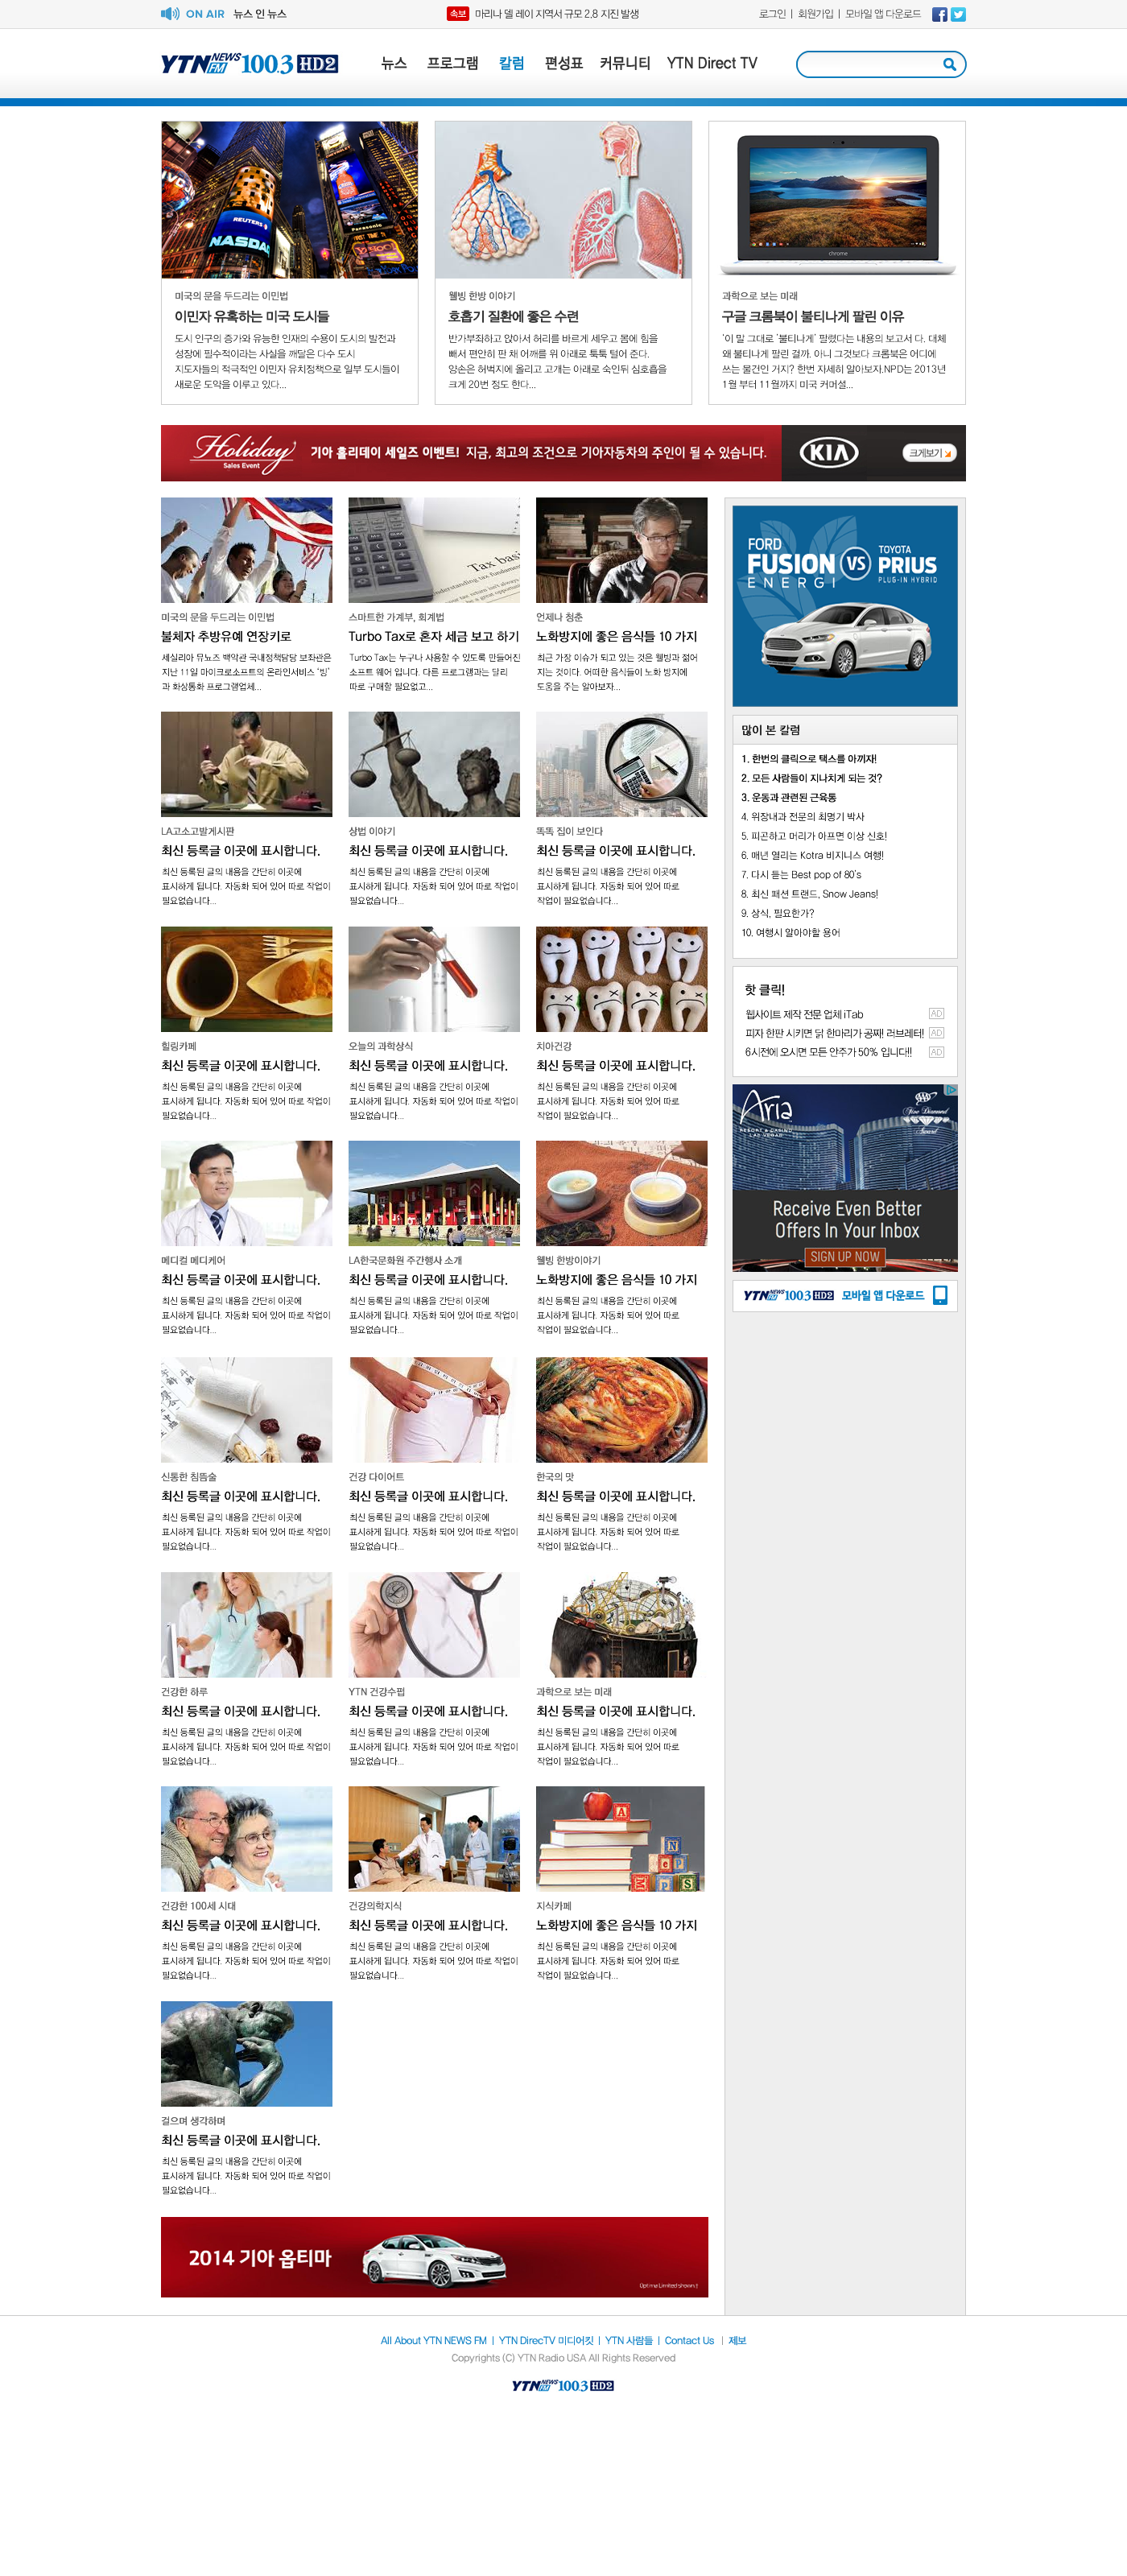 ON AIR 뉴스 인 뉴스
속보 마리나 델 레이 지역서 규모 2.8 지진 발생
로그인 | 회원가입 | 모바일 앱 다운로드
YTN NEWS FM 100.3 HD2
뉴스 프로그램 칼럼 편성표 커뮤니티 YTN Direct TV
REUTERS
NASDAQ
Panasonic
YAHOO!
chrome
미국의 문을 두드리는 이민법
이민자 유혹하는 미국 도시들
도시 인구의 증가와 유능한 인재의 수용이 도시의 발전과
성장에 필수적이라는 사실을 깨달은 다수 도시
지도자들의 적극적인 이민자 유치정책으로 일부 도시들이
새로운 도약을 이루고 있다...
웰빙 한방 이야기
호흡기 질환에 좋은 수련
반가부좌하고 앉아서 허리를 바르게 세우고 몸에 힘을
빼서 편안히 판 채 어깨를 위 아래로 툭툭 털어 준다.
양손은 허벅지에 올리고 고개는 아래로 숙인뒤 심호흡을
크게 20번 정도 한다...
과학으로 보는 미래
구글 크롬북이 불티나게 팔린 이유
'이 말 그대로 '불티나게' 팔렸다는 내용의 보고서 다. 대체
왜 불티나게 팔린 걸까. 아니 그것보다 크롬북은 어디에
쓰는 물건인 거지? 한번 자세히 알아보자.NPD는 2013년
1월 부터 11월까지 미국 커머셜...
Holiday
Sales Event
기아 홀리데이 세일즈 이벤트! 지금, 최고의 조건으로 기아자동차의 주인이 될 수 있습니다.
KIA
크게보기
미국의 문을 두드리는 이민법
불체자 추방유예 연장키로
세실리아 뮤뇨즈 백악관 국내정책담당 보좌관은
지난 11일 마이크로소프트의 온라인서비스 '빙'
과 화상통화 프로그램업체...
Tax bas
스마트한 가계부, 회계법
Turbo Tax로 혼자 세금 보고 하기
Turbo Tax는 누구나 사용할 수 있도록 만들어진
소프트 웨어 입니다. 다른 프로그램과는 달리
따로 구매할 필요없고...
언제나 청춘
노화방지에 좋은 음식들 10 가지
최근 가장 이슈가 되고 있는 것은 웰빙과 젊어
지는 것이다. 어떠한 음식들이 노화 방지에
도움을 주는 알아보자...
LA고소고발게시판
최신 등록글 이곳에 표시합니다.
최신 등록된 글의 내용을 간단히 이곳에
표시하게 됩니다. 자동화 되어 있어 따로 작업이
필요없습니다...
상법 이야기
최신 등록글 이곳에 표시합니다.
최신 등록된 글의 내용을 간단히 이곳에
표시하게 됩니다. 자동화 되어 있어 따로 작업이
필요없습니다...
똑똑 집이 보인다
최신 등록글 이곳에 표시합니다.
최신 등록된 글의 내용을 간단히 이곳에
표시하게 됩니다. 자동화 되어 있어 따로
작업이 필요없습니다...
힐링카페
최신 등록글 이곳에 표시합니다.
최신 등록된 글의 내용을 간단히 이곳에
표시하게 됩니다. 자동화 되어 있어 따로 작업이
필요없습니다...
오늘의 과학상식
최신 등록글 이곳에 표시합니다.
최신 등록된 글의 내용을 간단히 이곳에
표시하게 됩니다. 자동화 되어 있어 따로 작업이
필요없습니다...
치아건강
최신 등록글 이곳에 표시합니다.
최신 등록된 글의 내용을 간단히 이곳에
표시하게 됩니다. 자동화 되어 있어 따로
작업이 필요없습니다...
메디컬 메디케어
최신 등록글 이곳에 표시합니다.
최신 등록된 글의 내용을 간단히 이곳에
표시하게 됩니다. 자동화 되어 있어 따로 작업이
필요없습니다...
LA한국문화원 주간행사 소개
최신 등록글 이곳에 표시합니다.
최신 등록된 글의 내용을 간단히 이곳에
표시하게 됩니다. 자동화 되어 있어 따로 작업이
필요없습니다...
웰빙 한방이야기
노화방지에 좋은 음식들 10 가지
최신 등록된 글의 내용을 간단히 이곳에
표시하게 됩니다. 자동화 되어 있어 따로
작업이 필요없습니다...
신통한 침뜸술
최신 등록글 이곳에 표시합니다.
최신 등록된 글의 내용을 간단히 이곳에
표시하게 됩니다. 자동화 되어 있어 따로 작업이
필요없습니다...
건강 다이어트
최신 등록글 이곳에 표시합니다.
최신 등록된 글의 내용을 간단히 이곳에
표시하게 됩니다. 자동화 되어 있어 따로 작업이
필요없습니다...
한국의 맛
최신 등록글 이곳에 표시합니다.
최신 등록된 글의 내용을 간단히 이곳에
표시하게 됩니다. 자동화 되어 있어 따로
작업이 필요없습니다...
건강한 하루
최신 등록글 이곳에 표시합니다.
최신 등록된 글의 내용을 간단히 이곳에
표시하게 됩니다. 자동화 되어 있어 따로 작업이
필요없습니다...
YTN 건강수펍
최신 등록글 이곳에 표시합니다.
최신 등록된 글의 내용을 간단히 이곳에
표시하게 됩니다. 자동화 되어 있어 따로 작업이
필요없습니다...
과학으로 보는 미래
최신 등록글 이곳에 표시합니다.
최신 등록된 글의 내용을 간단히 이곳에
표시하게 됩니다. 자동화 되어 있어 따로
작업이 필요없습니다...
건강한 100세 시대
최신 등록글 이곳에 표시합니다.
최신 등록된 글의 내용을 간단히 이곳에
표시하게 됩니다. 자동화 되어 있어 따로 작업이
필요없습니다...
건강의학지식
최신 등록글 이곳에 표시합니다.
최신 등록된 글의 내용을 간단히 이곳에
표시하게 됩니다. 자동화 되어 있어 따로 작업이
필요없습니다...
지식카페
노화방지에 좋은 음식들 10 가지
최신 등록된 글의 내용을 간단히 이곳에
표시하게 됩니다. 자동화 되어 있어 따로
작업이 필요없습니다...
걸으며 생각하며
최신 등록글 이곳에 표시합니다.
최신 등록된 글의 내용을 간단히 이곳에
표시하게 됩니다. 자동화 되어 있어 따로 작업이
필요없습니다...
2014 기아 옵티마
Optima Limited shown.†
FORD
FUSION
ENERGI
VS
TOYOTA
PRIUS
PLUG-IN HYBRID
많이 본 칼럼
1. 한번의 클릭으로 택스를 아끼자!
2. 모든 사람들이 지나치게 되는 것?
3. 운동과 관련된 근육통
4. 위장내과 전문의 최명기 박사
5. 피곤하고 머리가 아프면 이상 신호!
6. 매년 열리는 Kotra 비지니스 여행!
7. 다시 듣는 Best pop of 80's
8. 최신 패션 트랜드, Snow Jeans!
9. 상식, 필요한가?
10. 여행시 알아야할 용어
핫 클릭!
웹사이트 제작 전문 업체 iTab AD
피자 한판 시키면 닭 한마리가 공짜! 러브레터! AD
6시전에 오시면 모든 안주가 50% 입니다!! AD
Aria
RESORT & CASINO
LAS VEGAS
AAA
Five Diamond
Award
Receive Even Better
Offers In Your Inbox
SIGN UP NOW
YTN NEWS FM 100.3 HD2 모바일 앱 다운로드
All About YTN NEWS FM | YTN DirecTV 미디어킷 | YTN 사람들 | Contact Us | 제보
Copyrights (C) YTN Radio USA All Rights Reserved
YTN NEWS FM 100.3 HD2